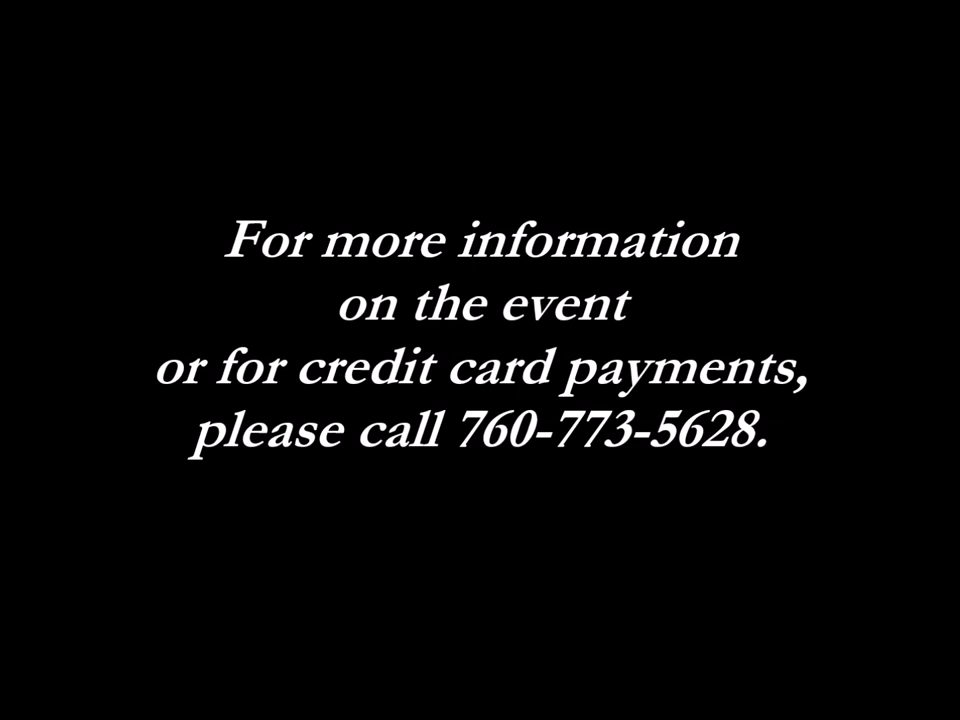 For more information
on the event
or for credit card payments,
please call 760-773-5628.